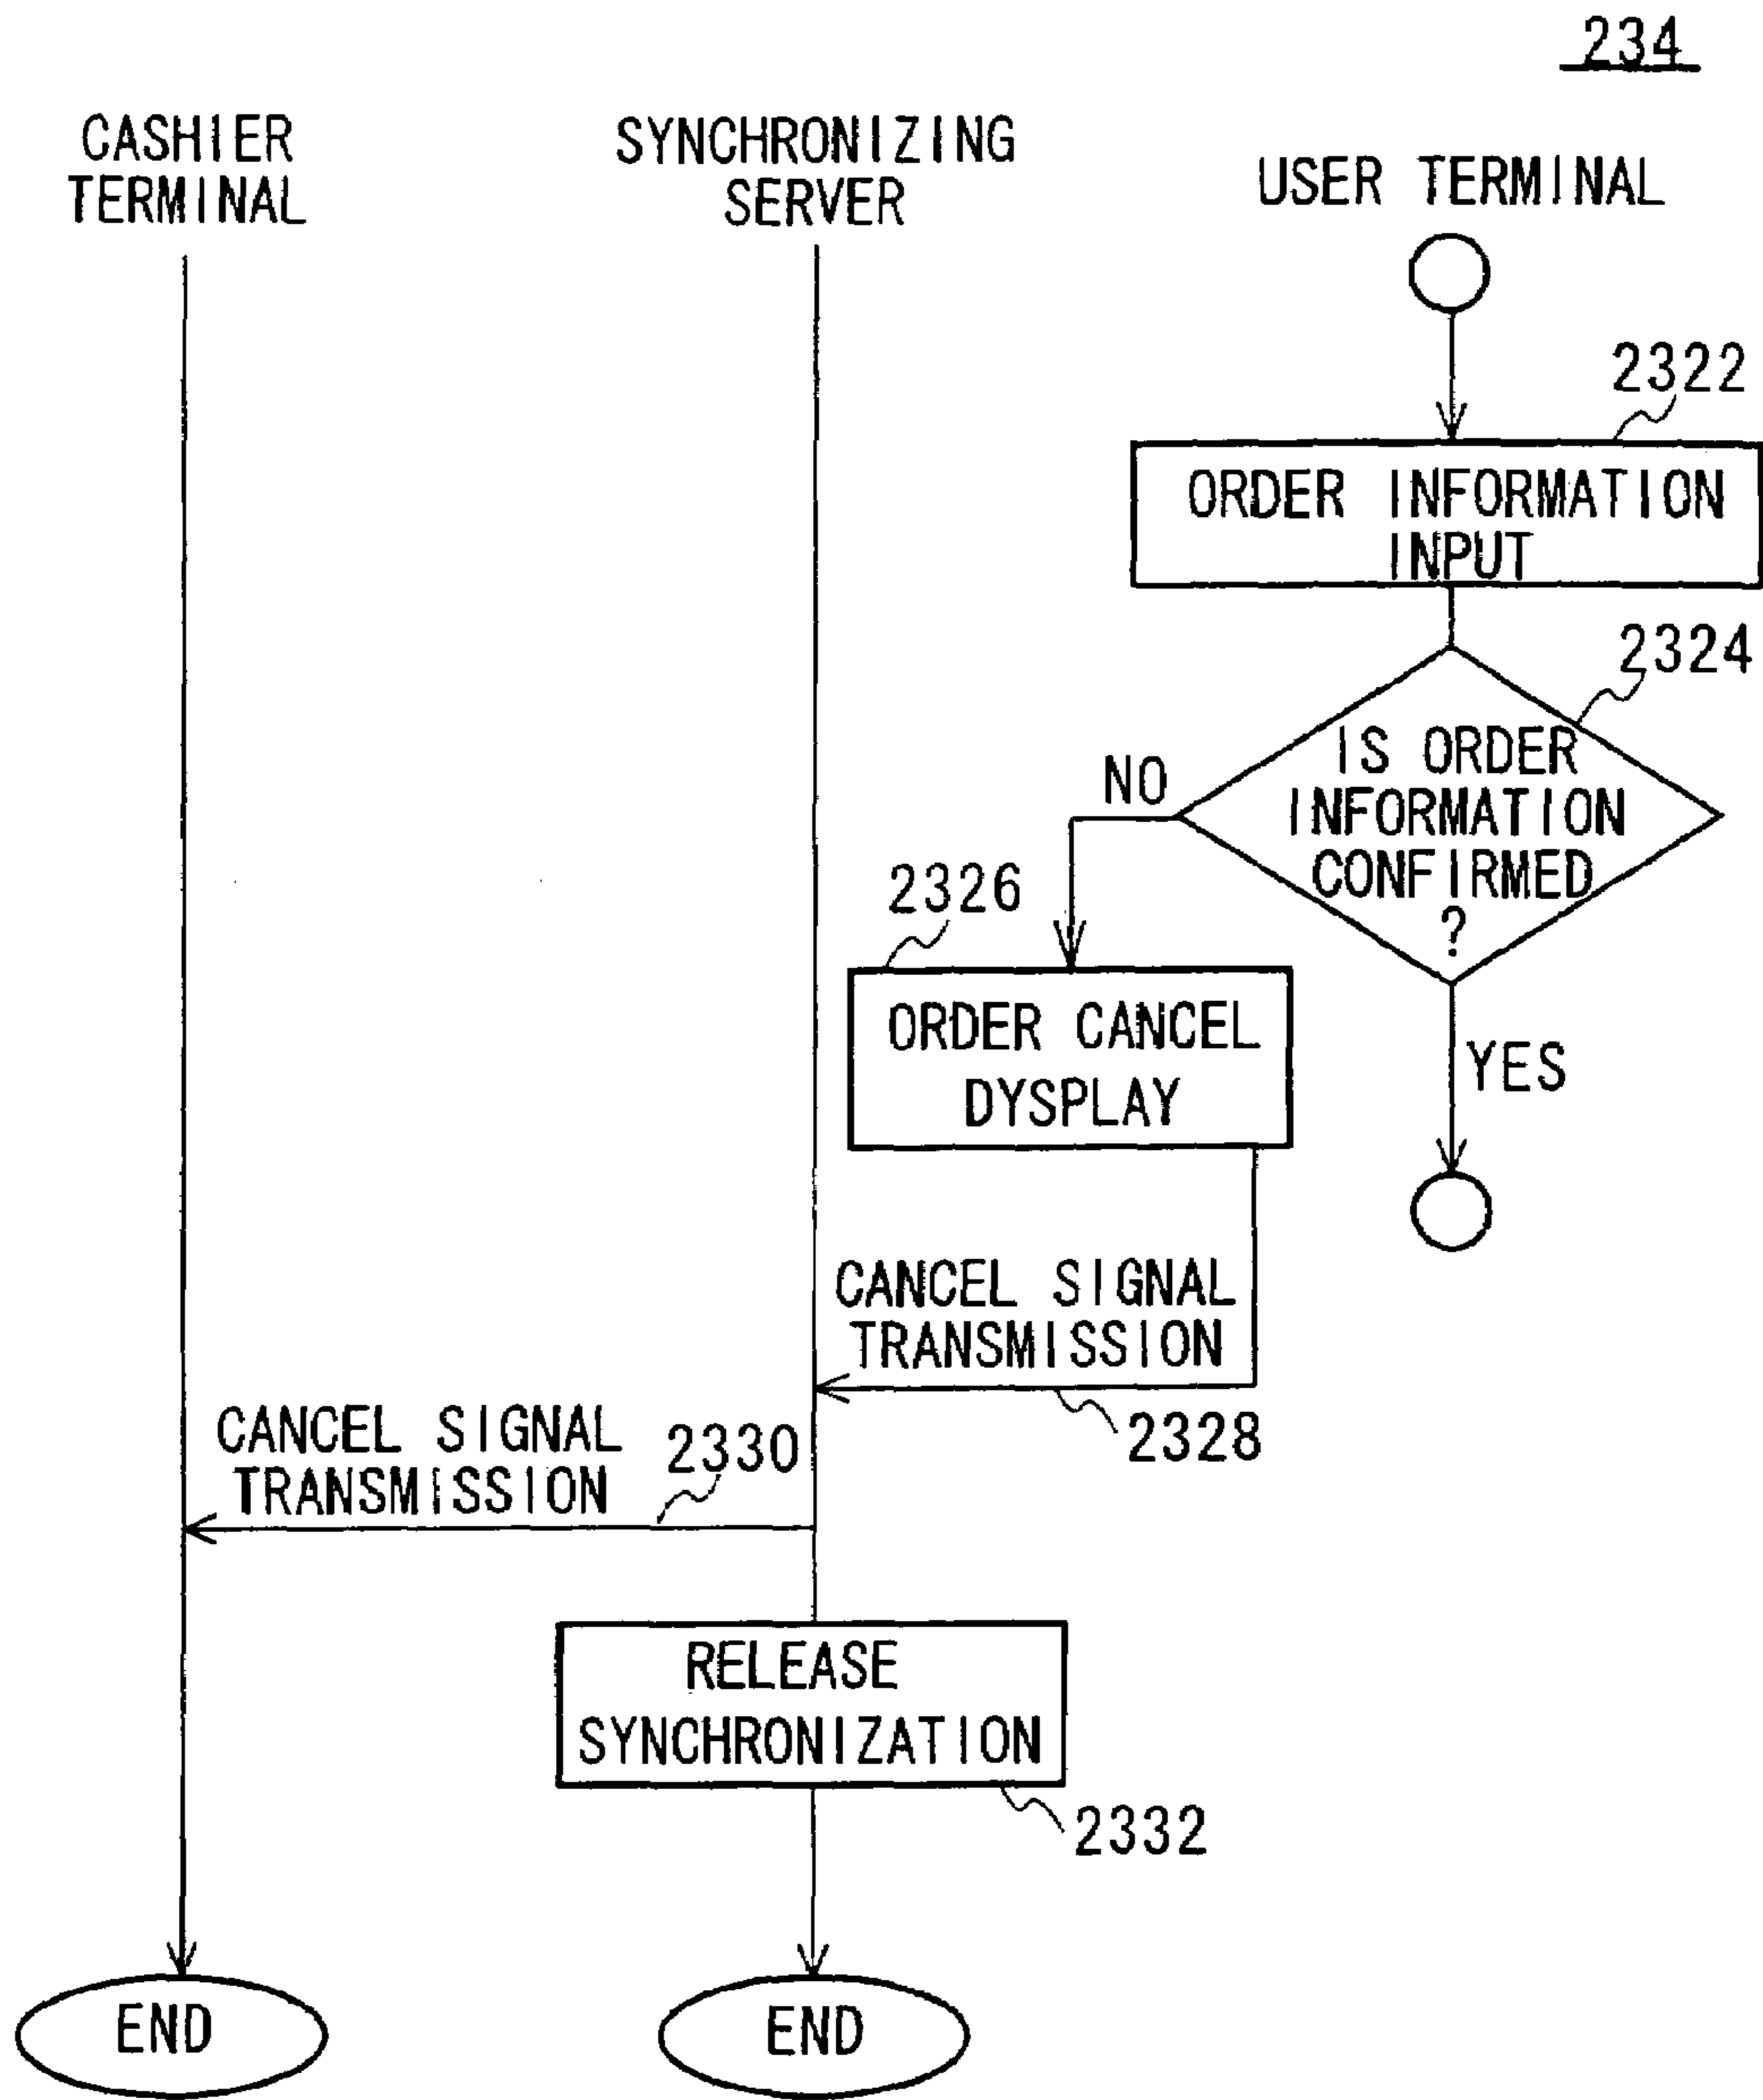 234
CASHIER
TERMINAL
SYNCHRONIZING
SERVER
USER TERMINAL
2322
ORDER INFORMATION
INPUT
2324
IS ORDER
INFORMATION
CONFIRMED
?
NO
2326
ORDER CANCEL
DYSPLAY
YES
CANCEL SIGNAL
TRANSMISSION
2328
CANCEL SIGNAL
TRANSMISSION
2330
RELEASE
SYNCHRONIZATION
2332
END
END